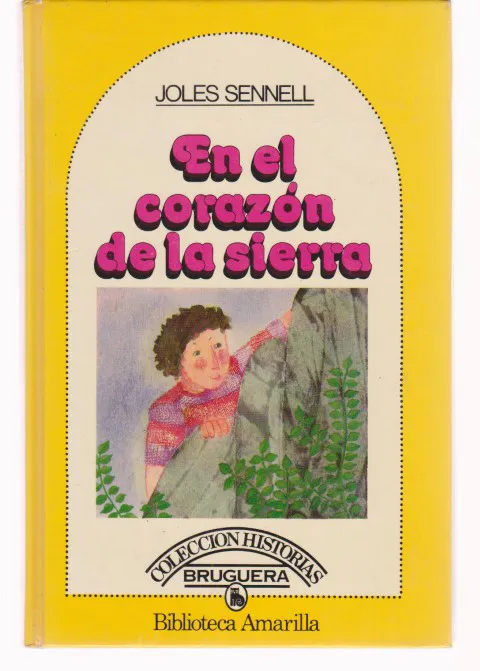 JOLES SENNELL
En el
corazón
de la sierra
COLECCION HISTORIAS
BRUGUERA
Biblioteca Amarilla